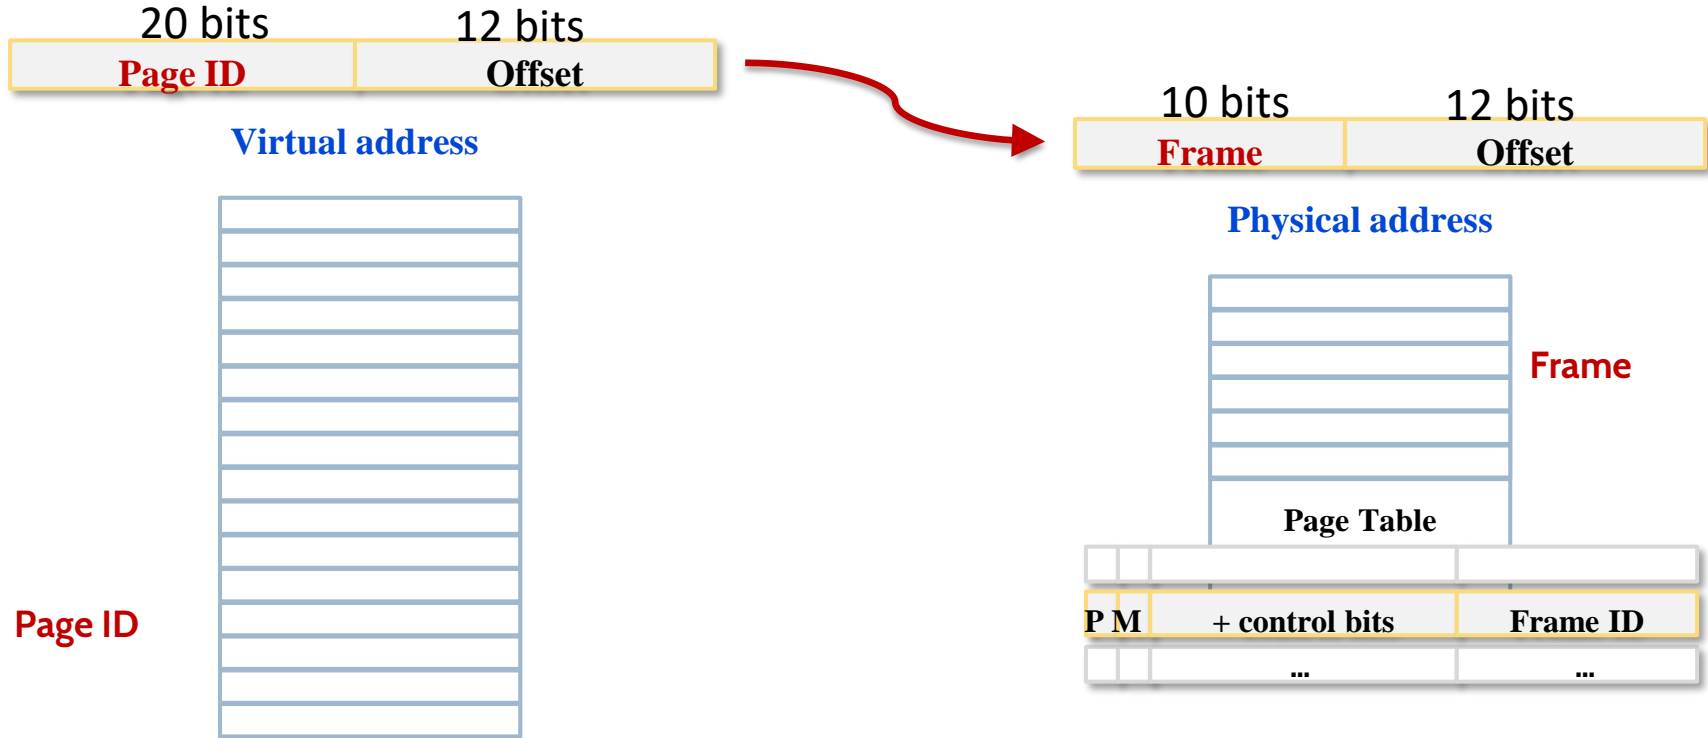 20 bits 12 bits
Page ID Offset
Virtual address
10 bits 12 bits
Frame Offset
Physical address
Frame
Page Table
Page ID
P M + control bits Frame ID
... ...